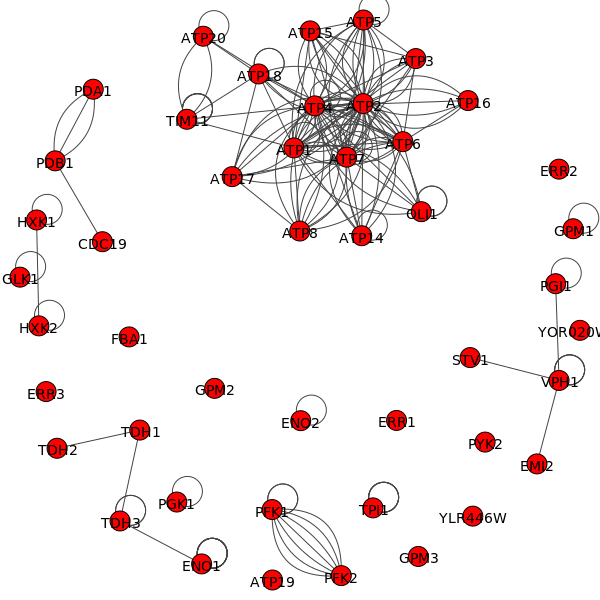 ATP5
ATP15
ATP20
ATP3
ATP18
PDA1
ATP16
ATP4
ATP2
TIM11
ATP6
ATP1
ATP7
PDB1
ERR2
ATP17
OLI1
HXK1
GPM1
ATP8
ATP14
CDC19
GLK1
PGI1
HXK2
YOR020W
FBA1
STV1
VPH1
ERR3
GPM2
ENO2
ERR1
TDH1
PYK2
TDH2
EMI2
PGK1
TPI1
PFK1
YLR446W
TDH3
GPM3
ENO1
ATP19
PFK2